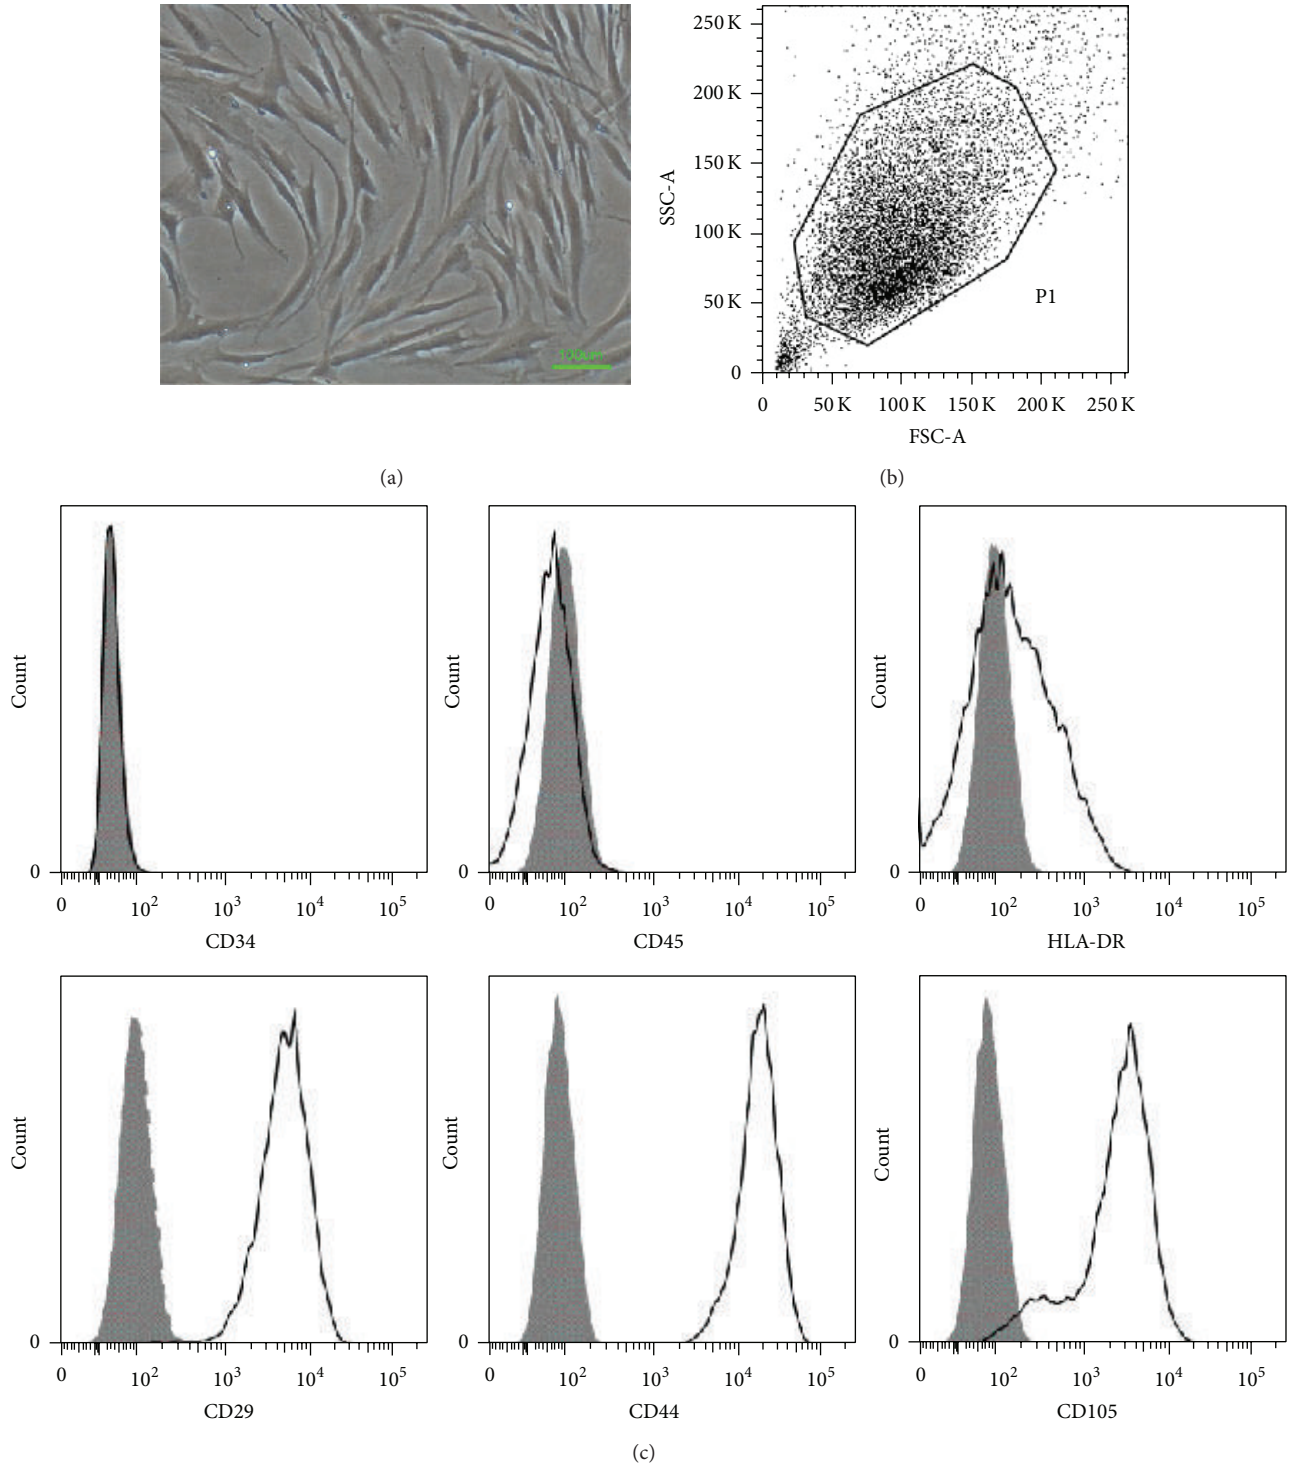 100μm
(a)
250 K
200 K
150 K
100 K
50 K
0
SSC-A
P1
0 50 K 100 K 150 K 200 K 250 K
FSC-A
(b)
Count
0
0 10² 10³ 10⁴ 10⁵
CD34
Count
0
0 10² 10³ 10⁴ 10⁵
CD45
Count
0
0 10² 10³ 10⁴ 10⁵
HLA-DR
Count
0
0 10² 10³ 10⁴ 10⁵
CD29
Count
0
0 10² 10³ 10⁴ 10⁵
CD44
Count
0
0 10² 10³ 10⁴ 10⁵
CD105
(c)